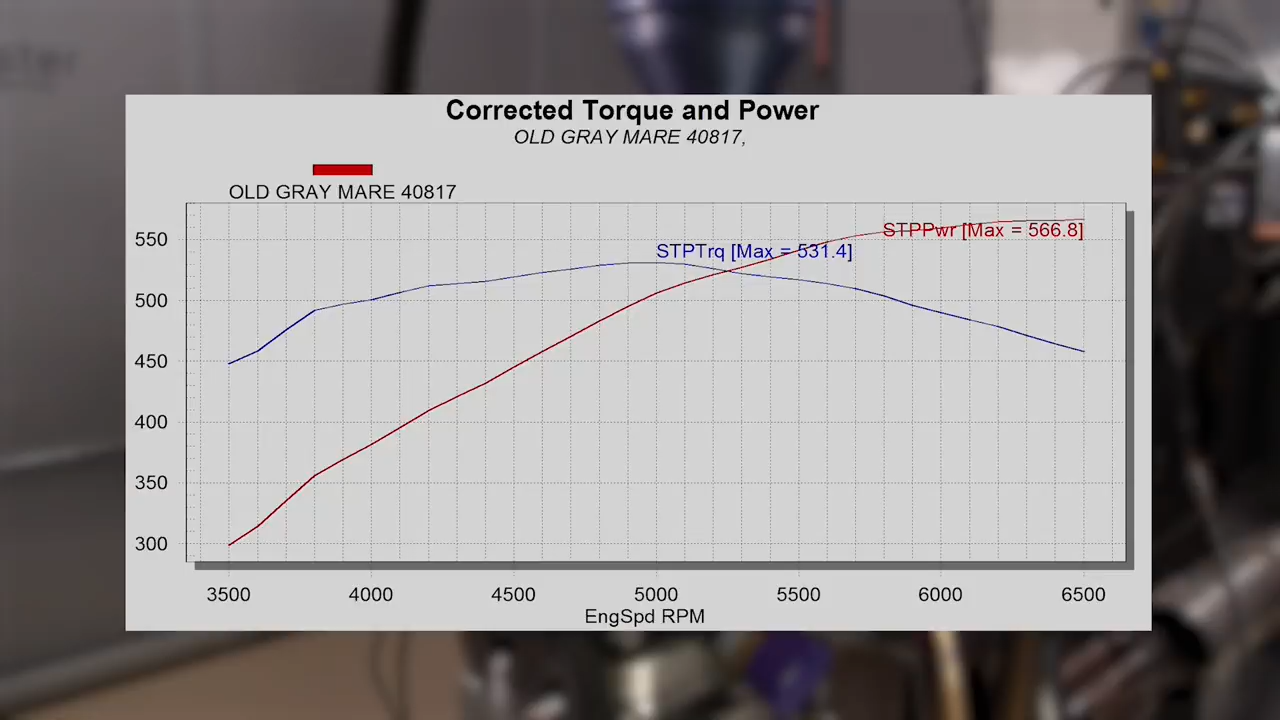 Corrected Torque and Power
OLD GRAY MARE 40817,
OLD GRAY MARE 40817
550
500
450
400
350
300
STPTrq [Max = 531.4]
STPPwr [Max = 566.8]
3500 4000 4500 5000 5500 6000 6500
EngSpd RPM